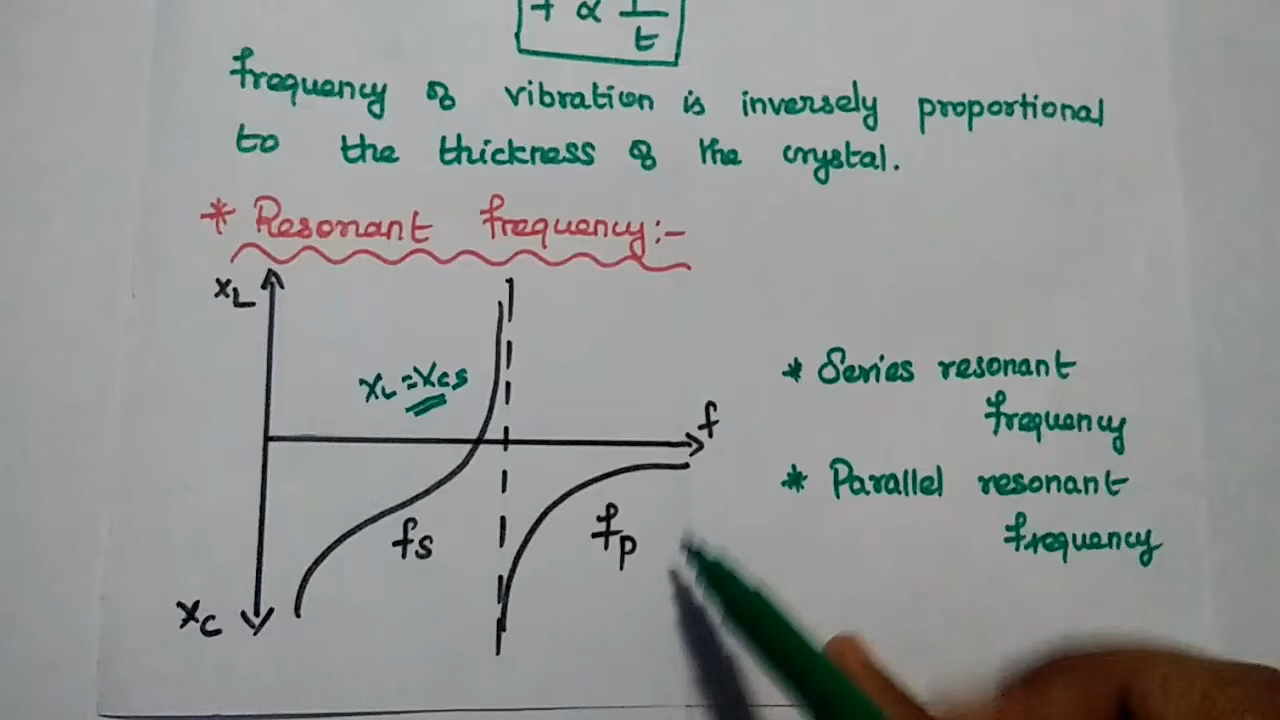 f ∝ 1/t
frequency of vibration is inversely proportional
to the thickness of the crystal.
* Resonant frequency:-
XL
XL = XCS
f
fs
fp
XC
* Series resonant
frequency
* Parallel resonant
frequency